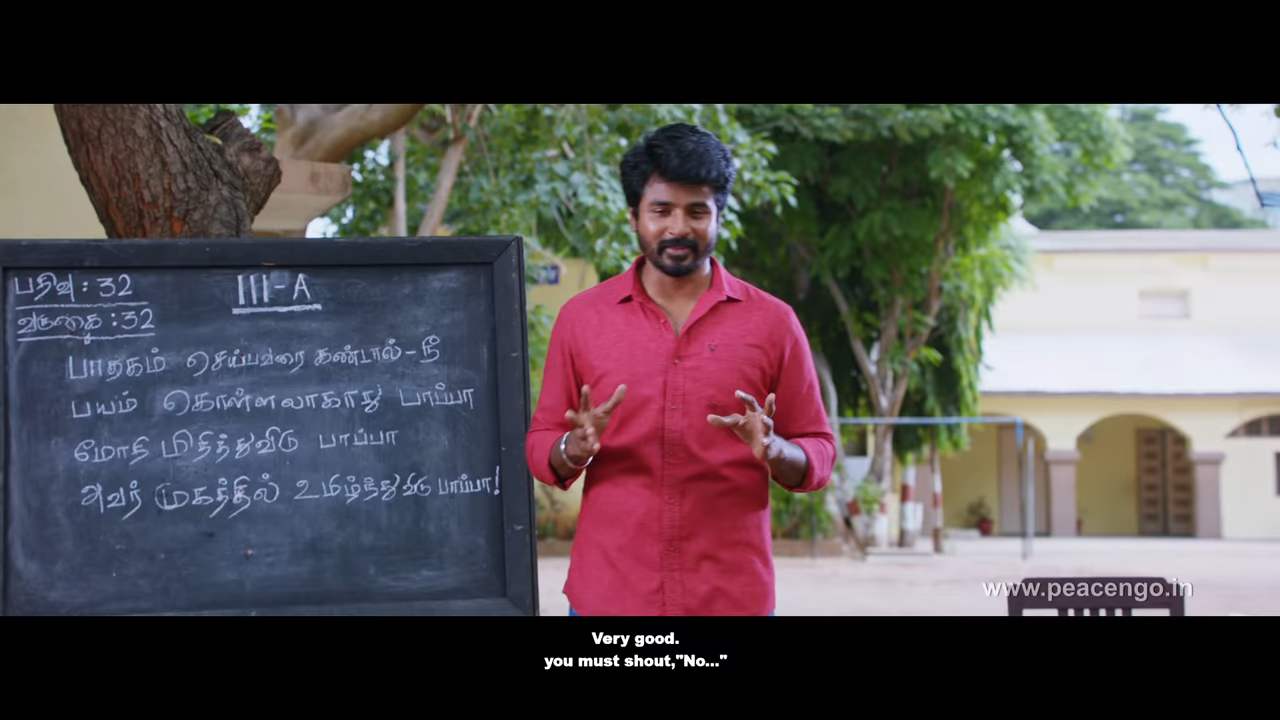 பதிவு : 32
III-A
வருகை : 32
பாதகம் செய்பவரை கண்டால் - நீ
பயம் கொள்ளலாகாது பாப்பா
மோதி மிதித்துவிடு பாப்பா
அவர் முகத்தில் உமிழ்ந்துவிடு பாப்பா!
www.peacengo.in
Very good.
you must shout,"No..."